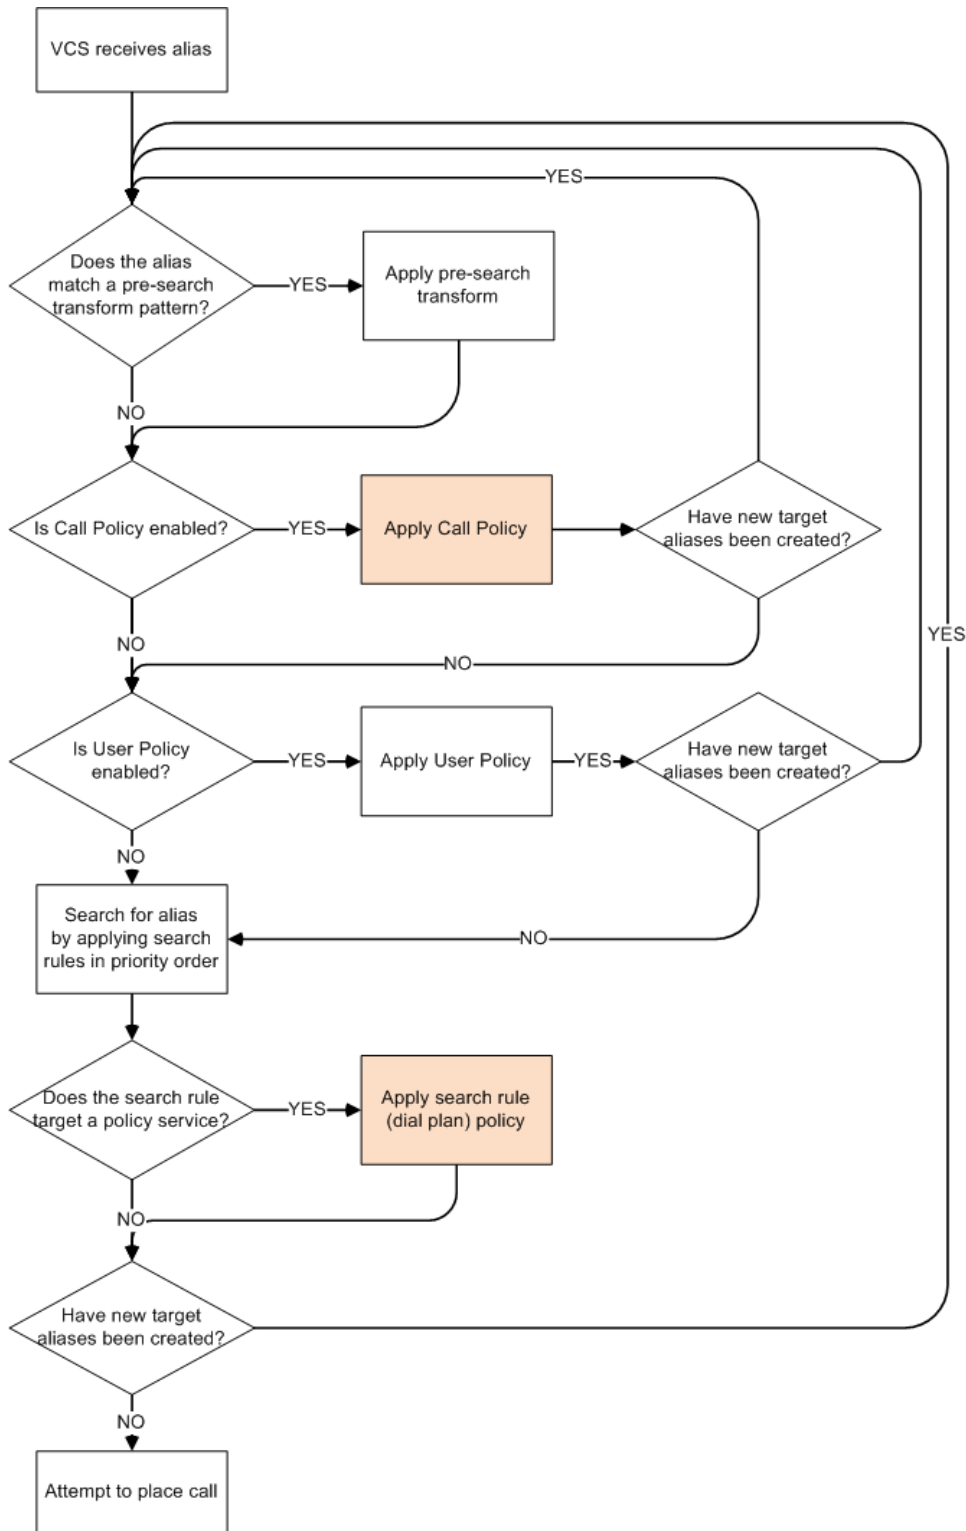 VCS receives alias
YES
Does the alias
match a pre-search
transform pattern?
YES
Apply pre-search
transform
NO
Is Call Policy enabled?
YES
Apply Call Policy
Have new target
aliases been created?
YES
NO
NO
Is User Policy
enabled?
YES
Apply User Policy
YES
Have new target
aliases been created?
NO
Search for alias
by applying search
rules in priority order
NO
Does the search rule
target a policy service?
YES
Apply search rule
(dial plan) policy
NO
Have new target
aliases been created?
NO
Attempt to place call